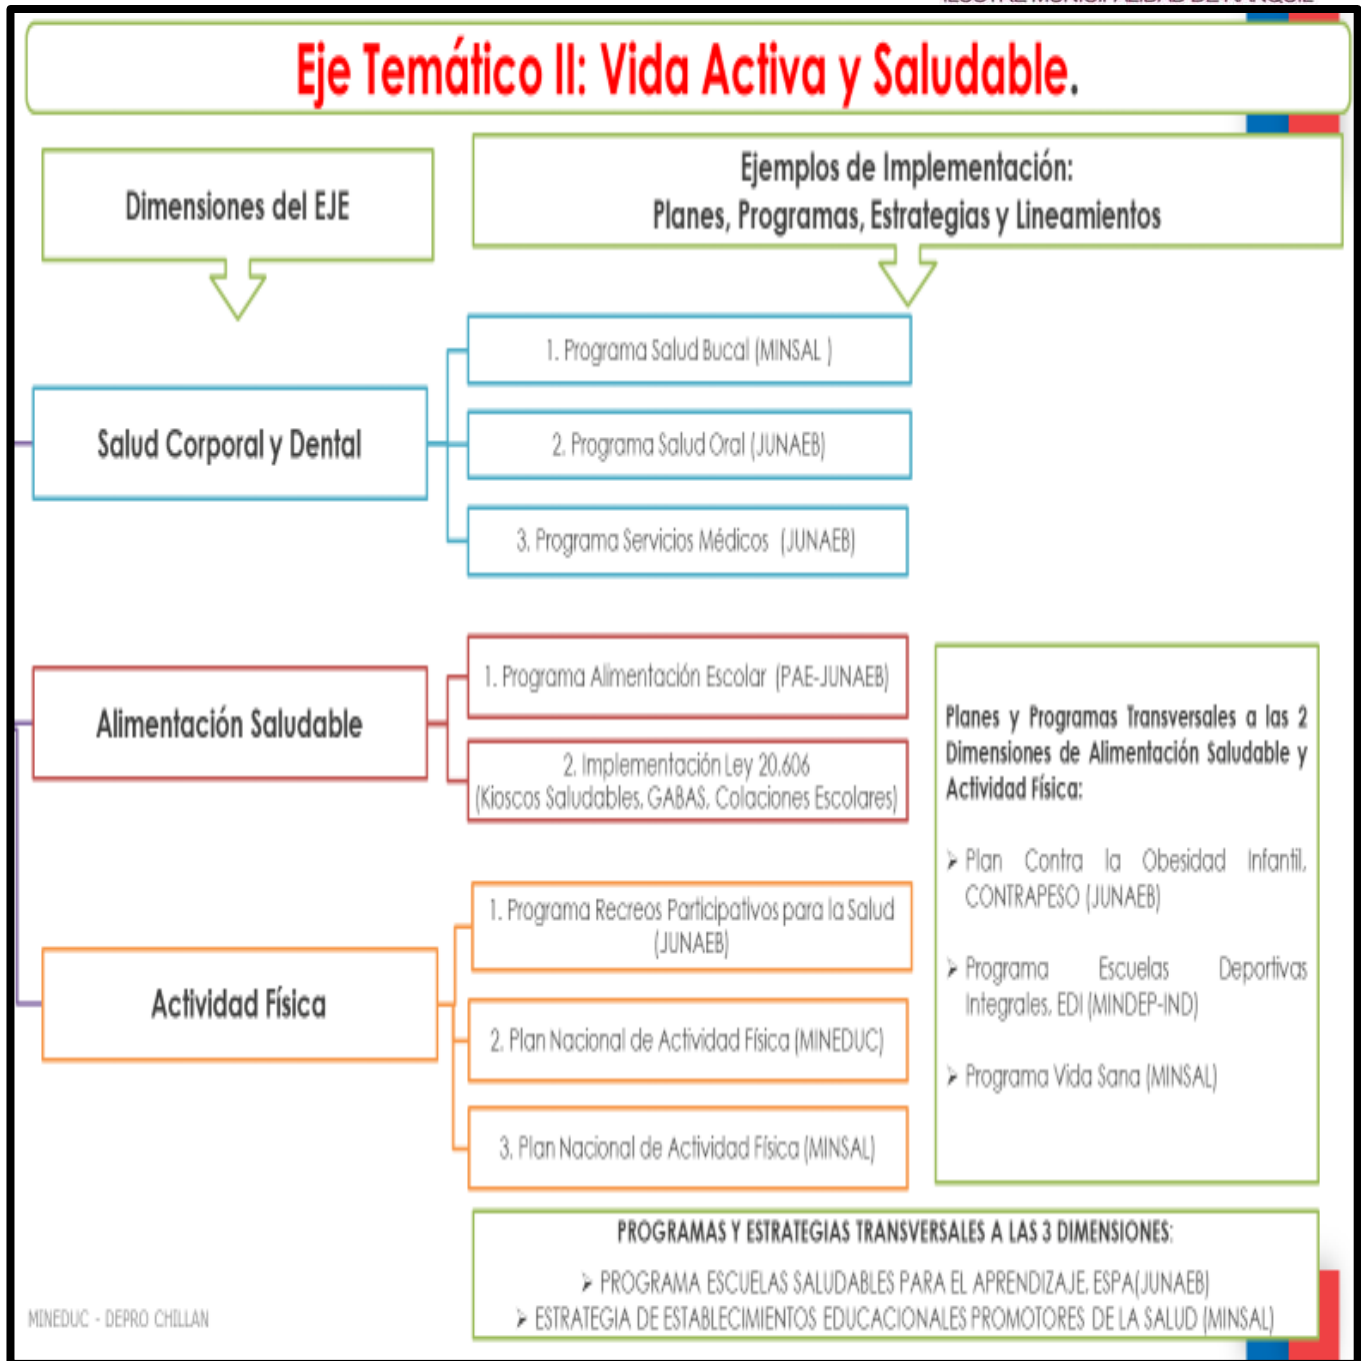 ILUSTRE MUNICIPALIDAD DE RANQUIL
Eje Temático II: Vida Activa y Saludable.
Dimensiones del EJE
Ejemplos de Implementación:
Planes, Programas, Estrategias y Lineamientos
Salud Corporal y Dental
1. Programa Salud Bucal (MINSAL )
2. Programa Salud Oral (JUNAEB)
3. Programa Servicios Médicos (JUNAEB)
Alimentación Saludable
1. Programa Alimentación Escolar (PAE-JUNAEB)
2. Implementación Ley 20.606
(Kioscos Saludables, GABAS, Colaciones Escolares)
Actividad Física
1. Programa Recreos Participativos para la Salud
(JUNAEB)
2. Plan Nacional de Actividad Física (MINEDUC)
3. Plan Nacional de Actividad Física (MINSAL)
Planes y Programas Transversales a las 2
Dimensiones de Alimentación Saludable y
Actividad Física:
➢ Plan Contra la Obesidad Infantil,
CONTRAPESO (JUNAEB)
➢ Programa Escuelas Deportivas
Integrales, EDI (MINDEP-IND)
➢ Programa Vida Sana (MINSAL)
PROGRAMAS Y ESTRATEGIAS TRANSVERSALES A LAS 3 DIMENSIONES:
➢ PROGRAMA ESCUELAS SALUDABLES PARA EL APRENDIZAJE, ESPA(JUNAEB)
➢ ESTRATEGIA DE ESTABLECIMIENTOS EDUCACIONALES PROMOTORES DE LA SALUD (MINSAL)
MINEDUC - DEPRO CHILLAN